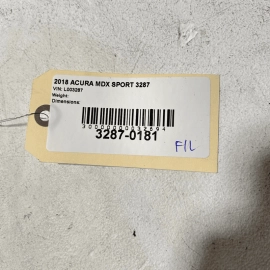 2018 ACURA MDX SPORT 3287
VIN: L003287
Weight:
Dimensions:
3287-0181
F/L